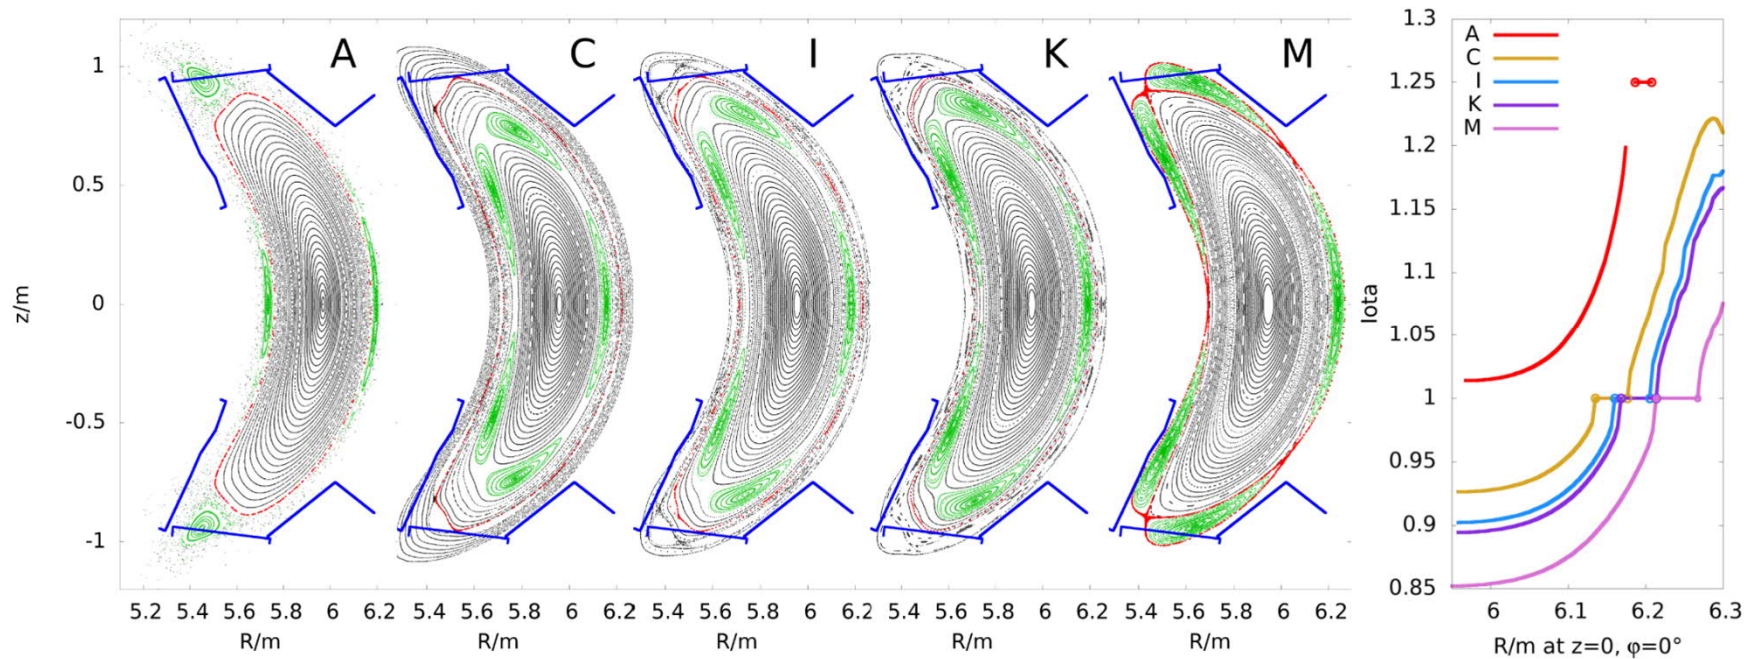 A C I K M
z/m
1
0.5
0
-0.5
-1
5.2 5.4 5.6 5.8 6 6.2
5.4 5.6 5.8 6 6.2
5.4 5.6 5.8 6 6.2
5.4 5.6 5.8 6 6.2
5.4 5.6 5.8 6 6.2
R/m R/m R/m R/m R/m
Iota
1.3
1.25
1.2
1.15
1.1
1.05
1
0.95
0.9
0.85
A
C
I
K
M
6 6.1 6.2 6.3
R/m at z=0, φ=0°